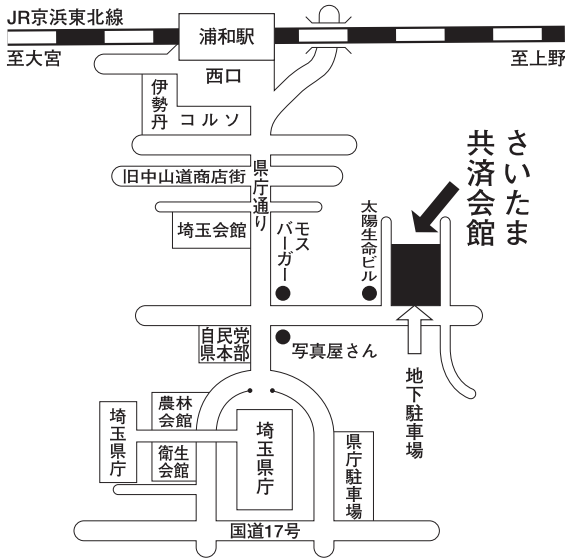 JR京浜東北線
浦和駅
至大宮
至上野
西口
伊勢丹
コルソ
さいたま
共済会館
旧中山道商店街
県庁通り
埼玉会館
モス
バーガー
太陽生命ビル
自民党
県本部
写真屋さん
地下駐車場
農林
会館
埼玉県庁
埼玉県庁
衛生
会館
県庁駐車場
国道17号